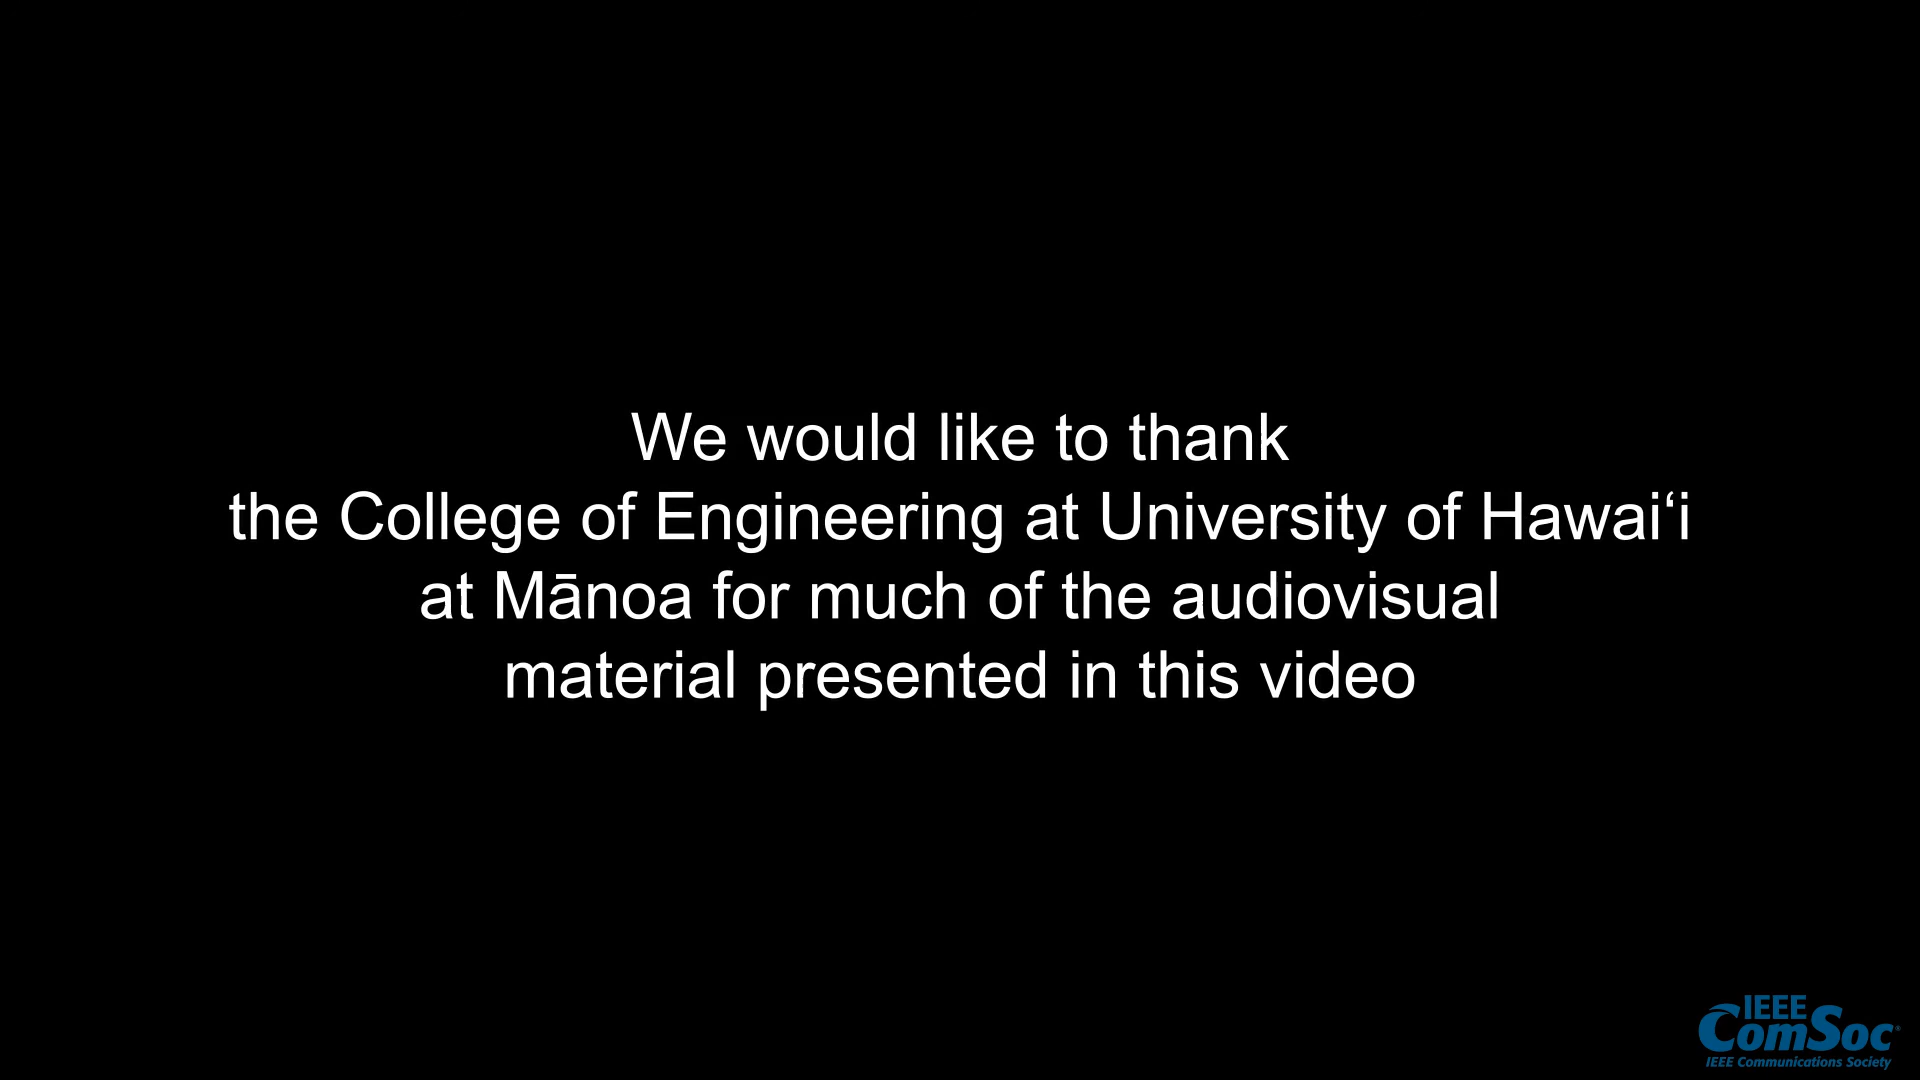 We would like to thank
the College of Engineering at University of Hawai‘i
at Mānoa for much of the audiovisual
material presented in this video
IEEE
ComSoc®
IEEE Communications Society